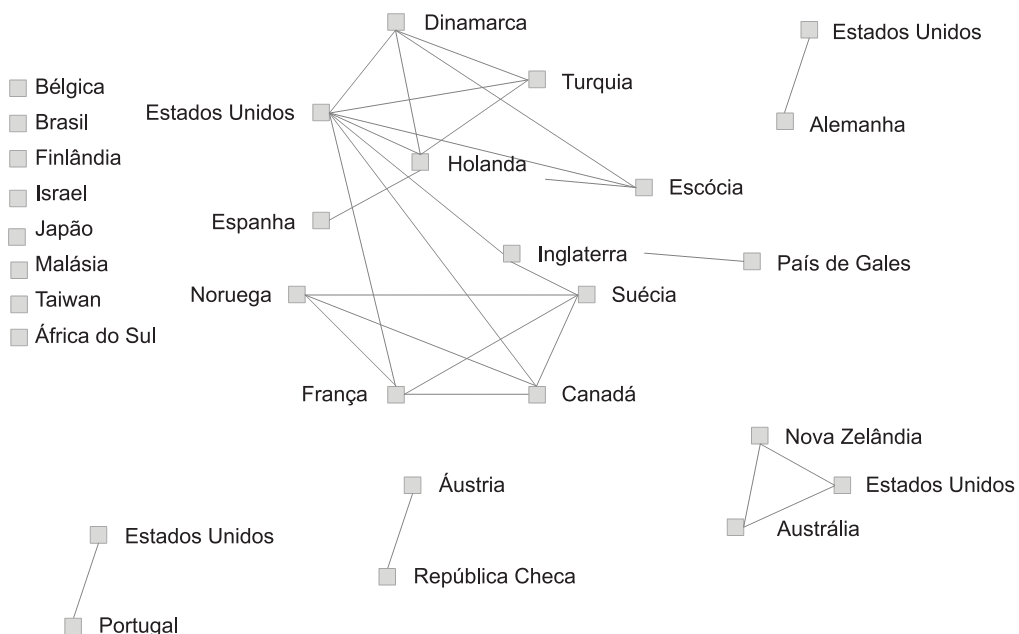 Dinamarca
Estados Unidos
Turquia
Alemanha
Bélgica
Brasil
Finlândia
Israel
Japão
Malásia
Taiwan
África do Sul
Estados Unidos
Holanda
Escócia
Espanha
Inglaterra
País de Gales
Noruega
Suécia
França
Canadá
Nova Zelândia
Estados Unidos
Austrália
Áustria
República Checa
Estados Unidos
Portugal